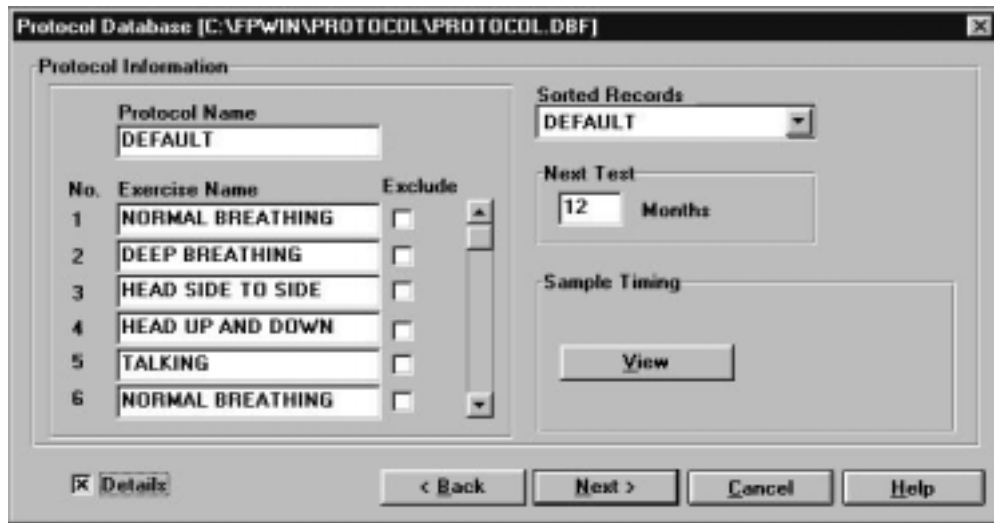 Protocol Database [C:\FPWIN\PROTOCOL\PROTOCOL.DBF]
Protocol Information
Protocol Name
DEFAULT
No. Exercise Name Exclude
1 NORMAL BREATHING
2 DEEP BREATHING
3 HEAD SIDE TO SIDE
4 HEAD UP AND DOWN
5 TALKING
6 NORMAL BREATHING
Sorted Records
DEFAULT
Next Test
12 Months
Sample Timing
View
Details
< Back Next > Cancel Help